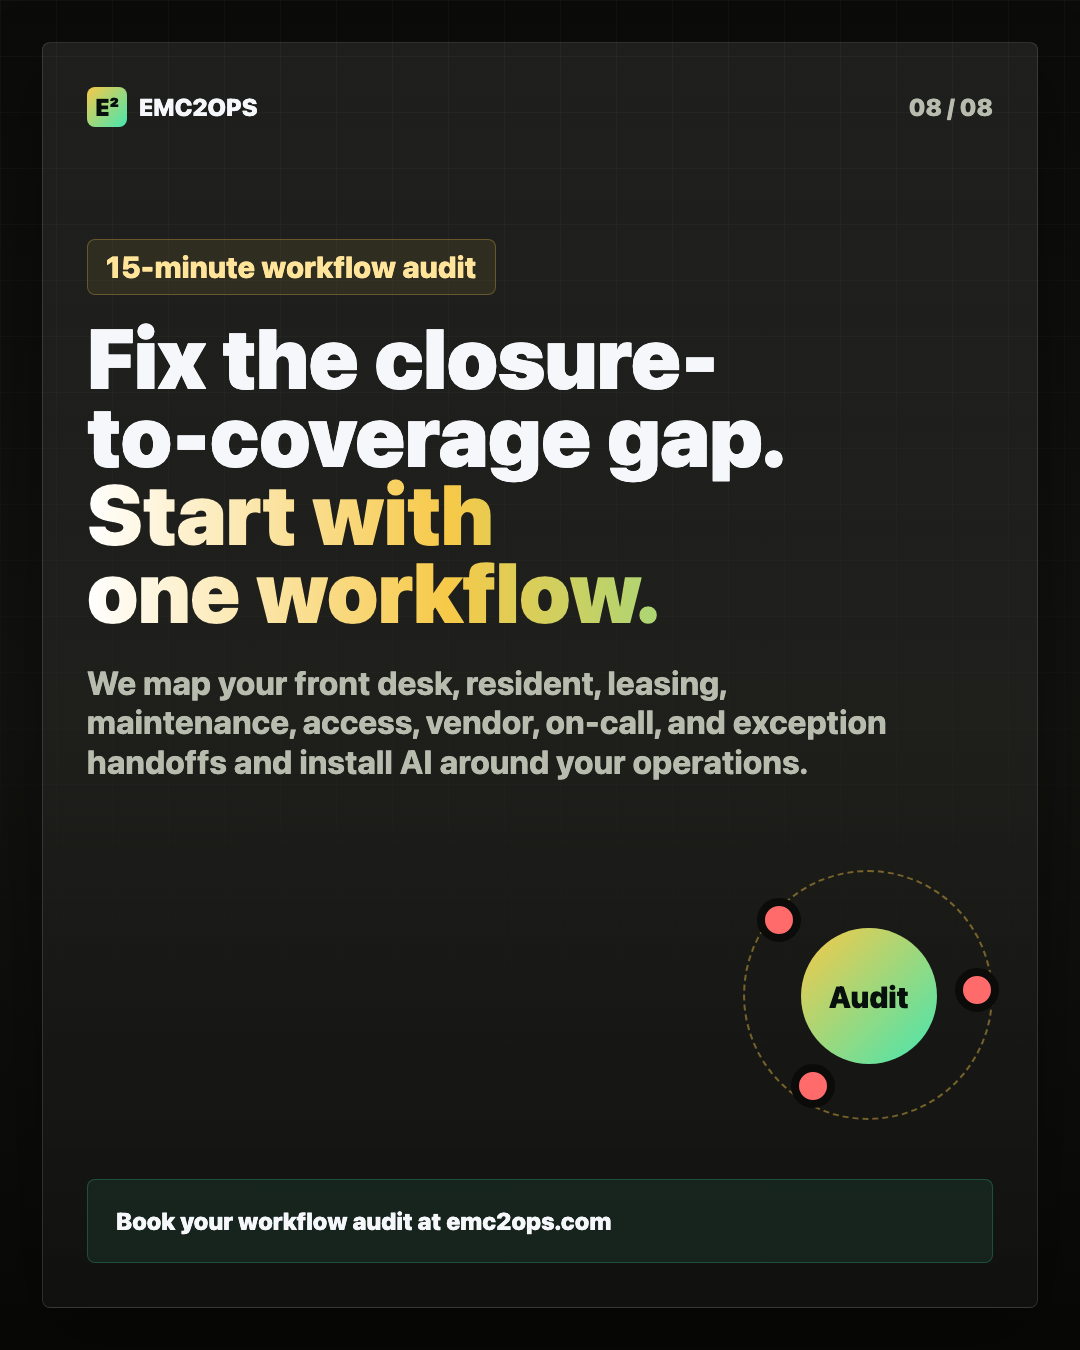 E² EMC2OPS
08 / 08
15-minute workflow audit
Fix the closure-
to-coverage gap.
Start with
one workflow.
We map your front desk, resident, leasing,
maintenance, access, vendor, on-call, and exception
handoffs and install AI around your operations.
Audit
Book your workflow audit at emc2ops.com